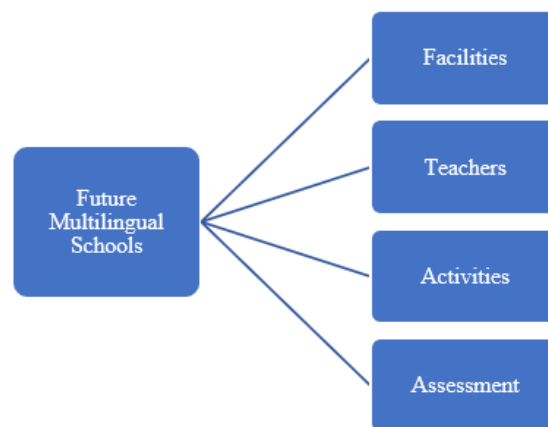 Future
Multilingual
Schools
Facilities
Teachers
Activities
Assessment